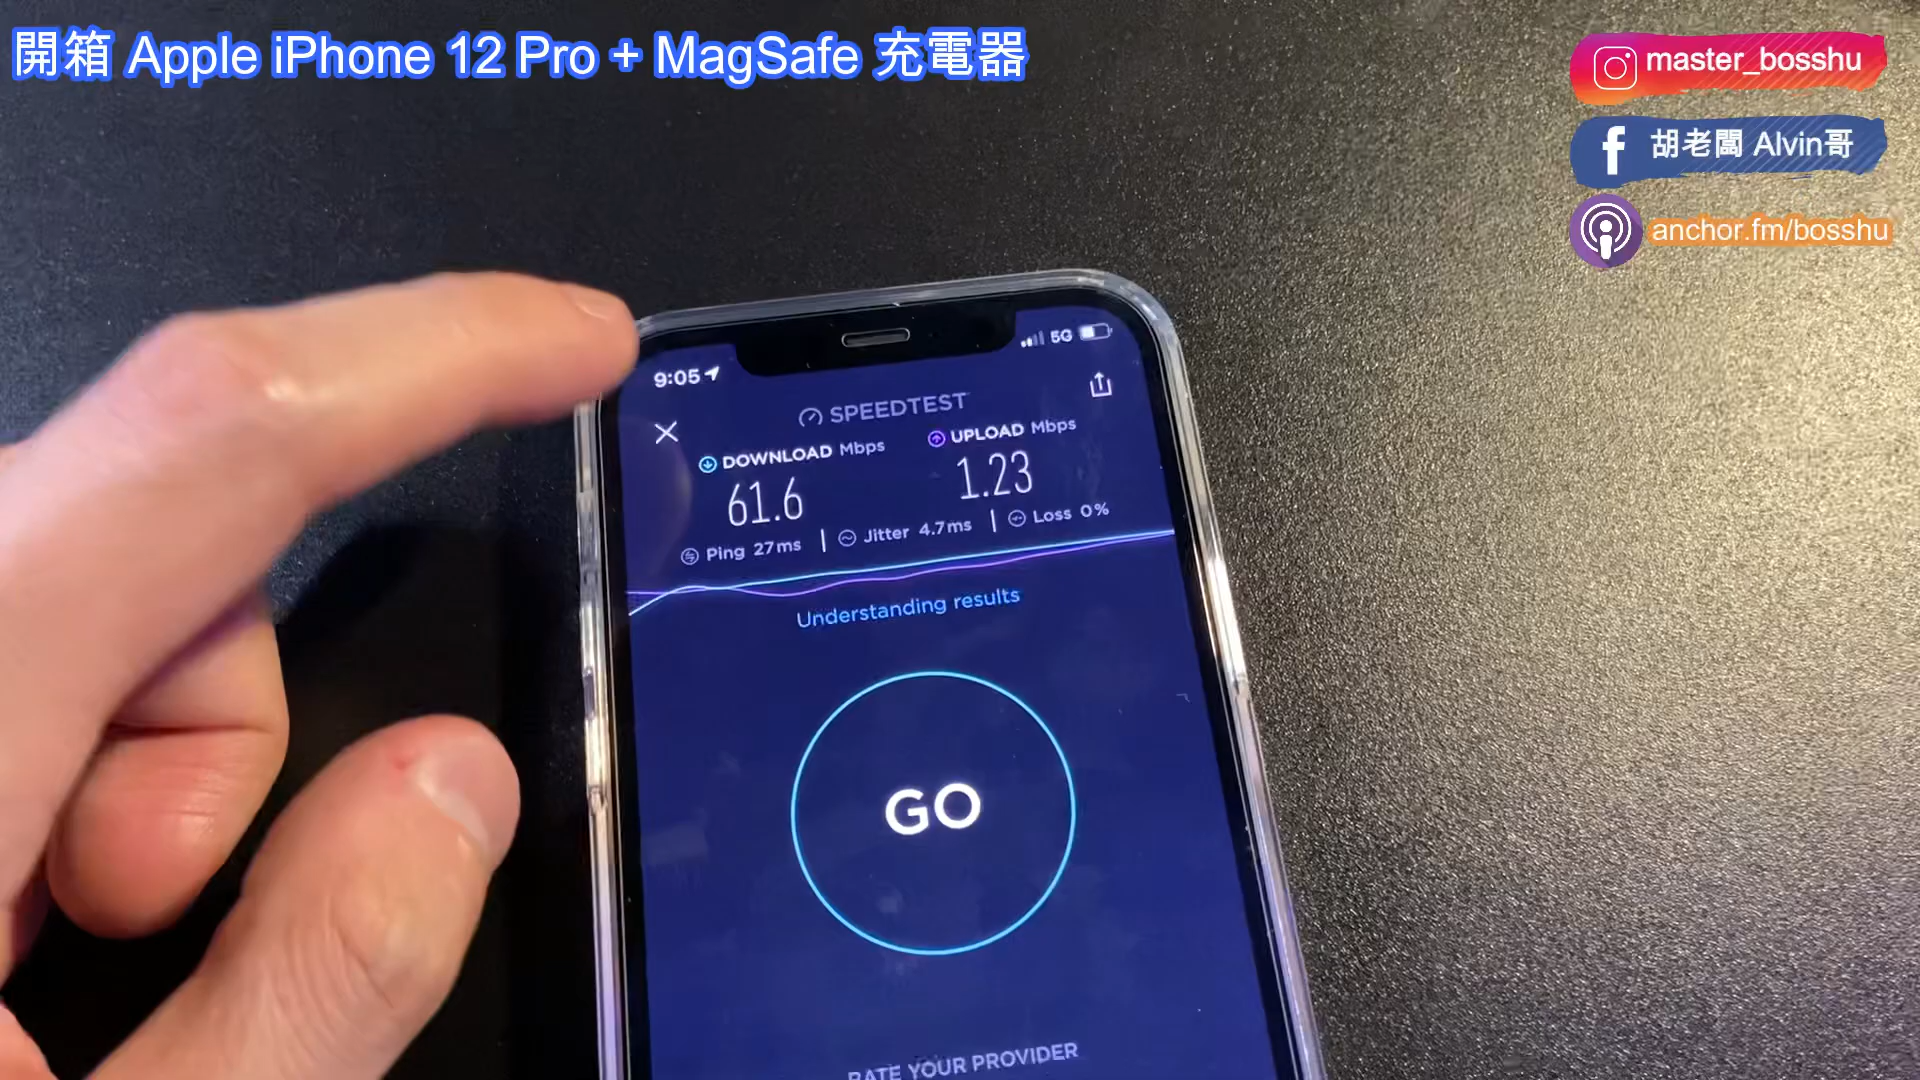 開箱 Apple iPhone 12 Pro + MagSafe 充電器
master_bosshu
胡老闆 Alvin哥
anchor.fm/bosshu
9:05
5G
SPEEDTEST
DOWNLOAD Mbps
61.6
UPLOAD Mbps
1.23
Ping 27ms | Jitter 4.7ms | Loss 0%
Understanding results
GO
RATE YOUR PROVIDER